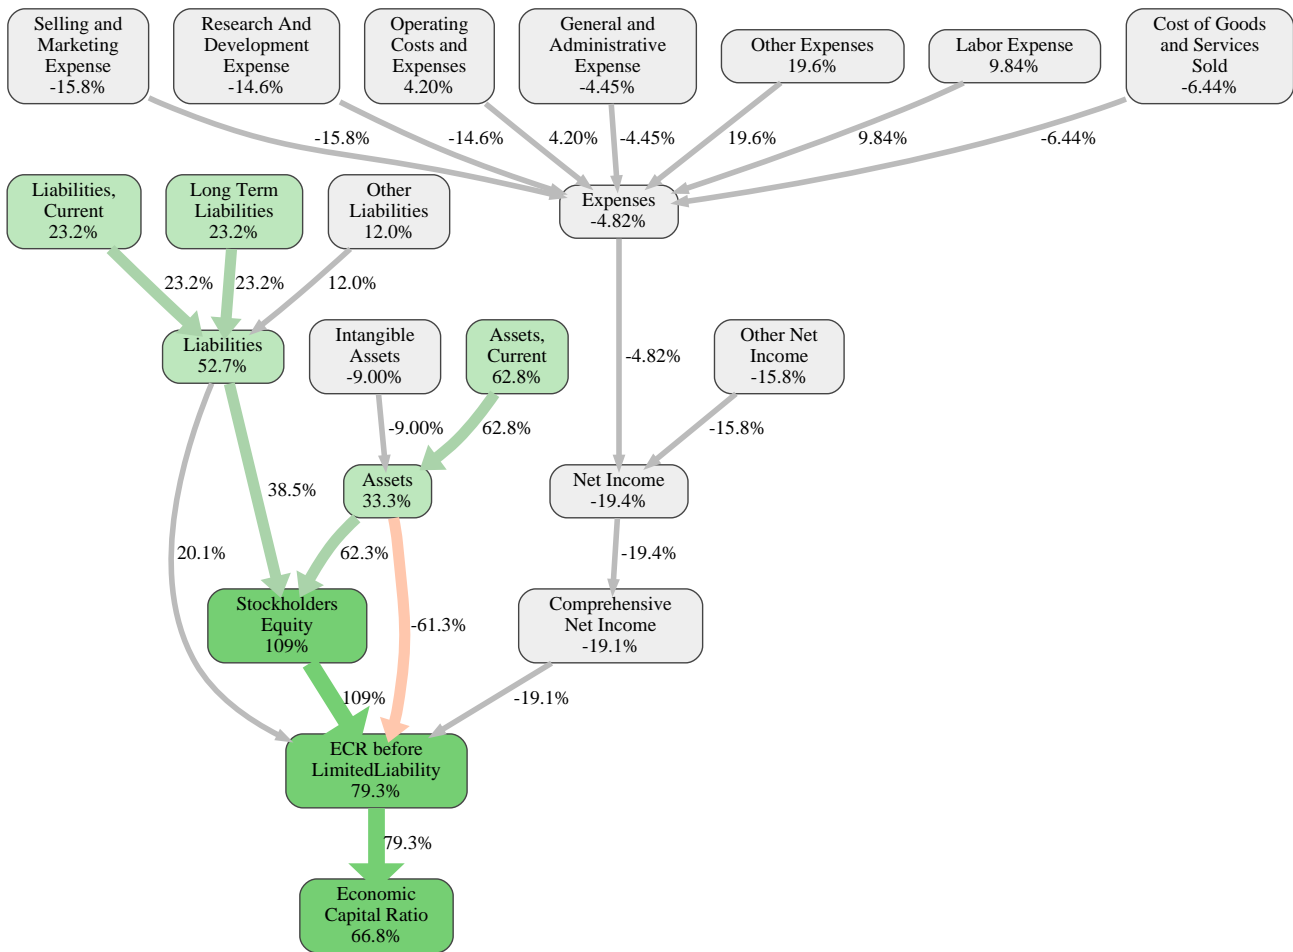 Selling and
Marketing
Expense
-15.8%
Research And
Development
Expense
-14.6%
Operating
Costs and
Expenses
4.20%
General and
Administrative
Expense
-4.45%
Other Expenses
19.6%
Labor Expense
9.84%
Cost of Goods
and Services
Sold
-6.44%
-15.8%
-14.6%
4.20%
-4.45%
19.6%
9.84%
-6.44%
Liabilities,
Current
23.2%
Long Term
Liabilities
23.2%
Other
Liabilities
12.0%
Expenses
-4.82%
23.2%
23.2%
12.0%
Liabilities
52.7%
Intangible
Assets
-9.00%
Assets,
Current
62.8%
-4.82%
Other Net
Income
-15.8%
-9.00%
62.8%
-15.8%
38.5%
Assets
33.3%
Net Income
-19.4%
20.1%
62.3%
-19.4%
Stockholders
Equity
109%
-61.3%
Comprehensive
Net Income
-19.1%
109%
-19.1%
ECR before
LimitedLiability
79.3%
79.3%
Economic
Capital Ratio
66.8%